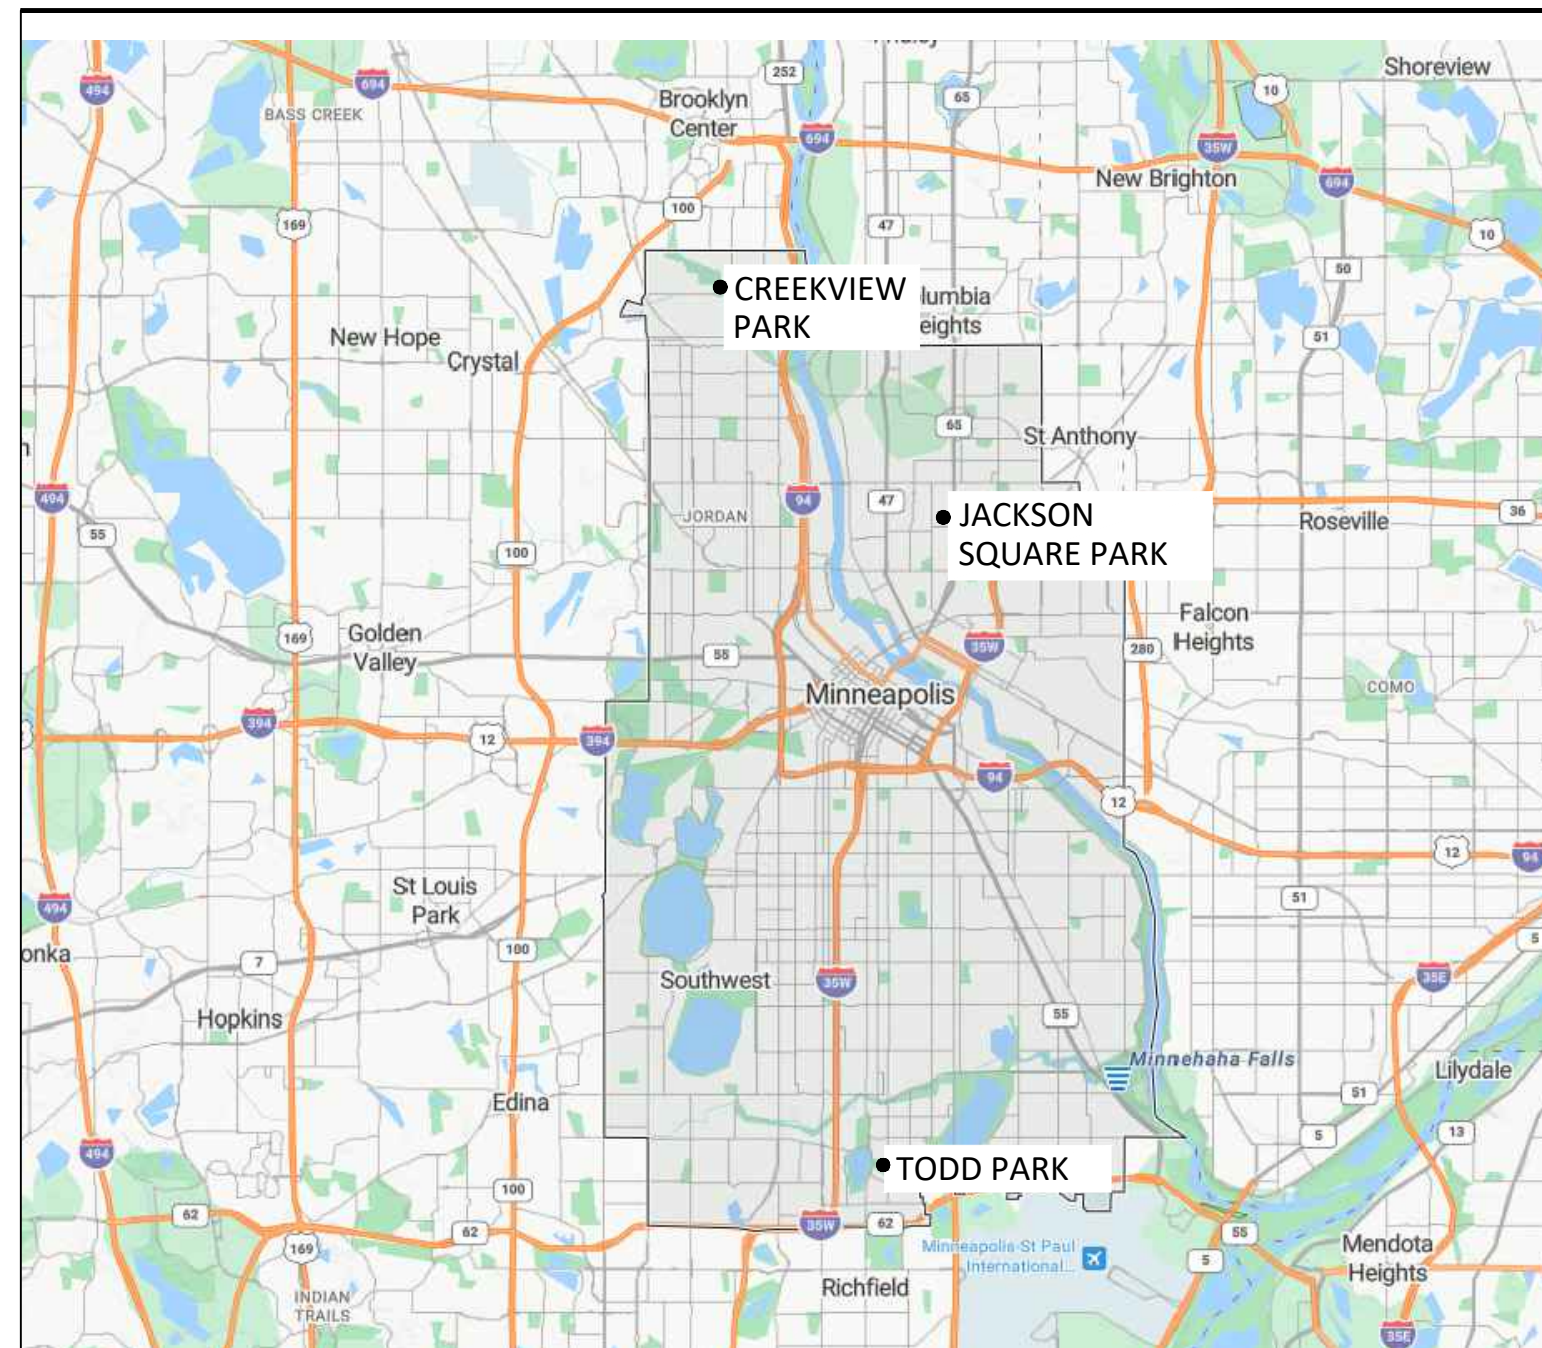 Shoreview
494
694
252
10
65
BASS CREEK
Brooklyn
Center
694
35W
New Brighton
694
100
169
47
10
50
CREEKVIEW
PARK
New Hope
51
Crystal
65
St Anthony
494
94
47
JACKSON
SQUARE PARK
36
Roseville
JORDAN
55
100
Falcon
Heights
Golden
Valley
169
55
35W
280
COMO
Minneapolis
394
12
394
94
12
12
94
St Louis
Park
494
51
100
7
5
35E
Southwest
35W
Hopkins
55
Minnehaha Falls
Lilydale
51
Edina
13
5
494
TODD PARK
100
62
62
35W
62
55
169
Minneapolis-St Paul
International...
5
Mendota
Heights
Richfield
INDIAN
TRAILS
35E